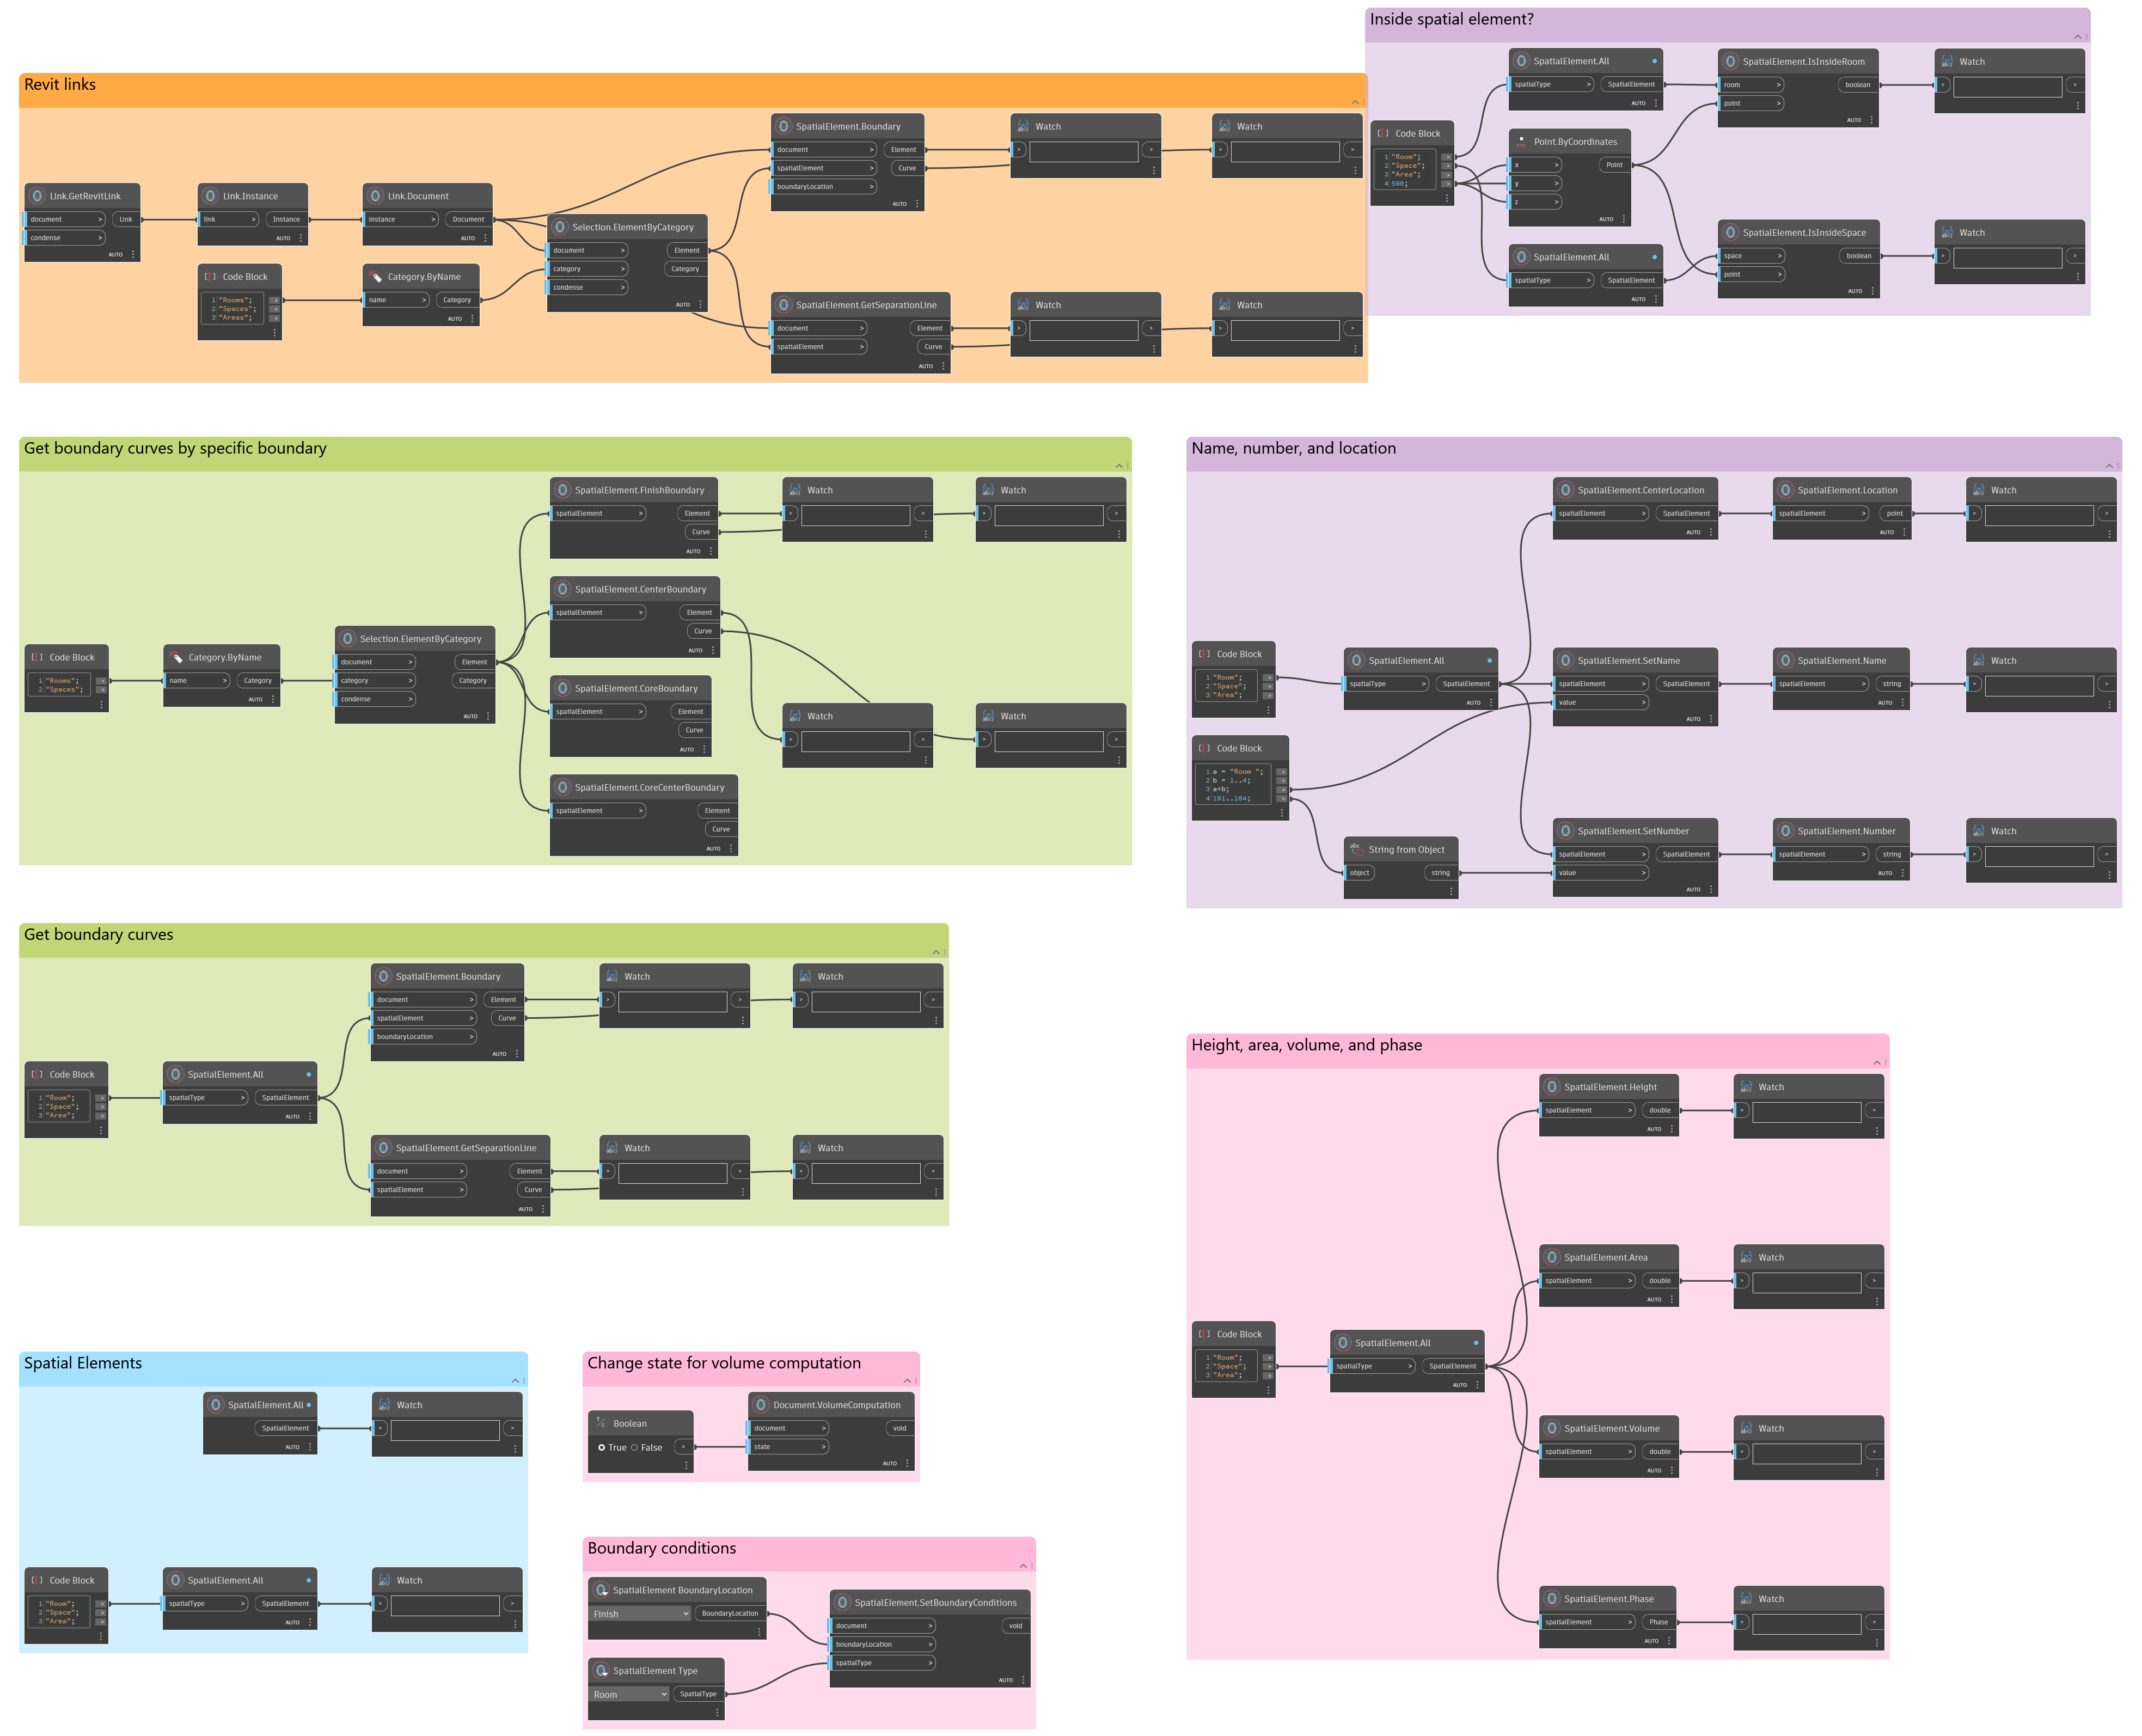 Inside spatial element?
SpatialElement.All
spatialType > SpatialElement
AUTO
SpatialElement.IsInsideRoom
room > boolean
point >
AUTO
Watch
> >
Code Block
1 "Room"; >
2 "Space"; >
3 "Area"; >
4 500; >
Point.ByCoordinates
x > Point
y >
z >
AUTO
SpatialElement.All
spatialType > SpatialElement
AUTO
SpatialElement.IsInsideSpace
space > boolean
point >
AUTO
Watch
> >
Revit links
Link.GetRevitLink
document > Link
condense >
AUTO
Link.Instance
link > Instance
AUTO
Link.Document
instance > Document
AUTO
Code Block
1 "Rooms"; >
2 "Spaces"; >
3 "Areas"; >
Category.ByName
name > Category
AUTO
Selection.ElementByCategory
document > Element
category > Category
condense >
AUTO
SpatialElement.Boundary
document > Element
spatialElement > Curve
boundaryLocation >
AUTO
Watch
> >
Watch
> >
SpatialElement.GetSeparationLine
document > Element
spatialElement > Curve
AUTO
Watch
> >
Watch
> >
Get boundary curves by specific boundary
Code Block
1 "Rooms"; >
2 "Spaces"; >
Category.ByName
name > Category
AUTO
Selection.ElementByCategory
document > Element
category > Category
condense >
AUTO
SpatialElement.FinishBoundary
spatialElement > Element
Curve
AUTO
Watch
> >
Watch
> >
SpatialElement.CenterBoundary
spatialElement > Element
Curve
AUTO
SpatialElement.CoreBoundary
spatialElement > Element
Curve
AUTO
Watch
> >
Watch
> >
SpatialElement.CoreCenterBoundary
spatialElement > Element
Curve
AUTO
Name, number, and location
Code Block
1 "Room"; >
2 "Space"; >
3 "Area"; >
SpatialElement.All
spatialType > SpatialElement
AUTO
Code Block
1 a = "Room "; >
2 b = 1..4; >
3 a+b; >
4 101..104; >
String from Object
object string
SpatialElement.CenterLocation
spatialElement > SpatialElement
AUTO
SpatialElement.Location
spatialElement > point
AUTO
Watch
> >
SpatialElement.SetName
spatialElement > SpatialElement
value >
AUTO
SpatialElement.Name
spatialElement > string
AUTO
Watch
> >
SpatialElement.SetNumber
spatialElement > SpatialElement
value >
AUTO
SpatialElement.Number
spatialElement > string
AUTO
Watch
> >
Get boundary curves
Code Block
1 "Room"; >
2 "Space"; >
3 "Area"; >
SpatialElement.All
spatialType > SpatialElement
AUTO
SpatialElement.Boundary
document > Element
spatialElement > Curve
boundaryLocation >
AUTO
Watch
> >
Watch
> >
SpatialElement.GetSeparationLine
document > Element
spatialElement > Curve
AUTO
Watch
> >
Watch
> >
Height, area, volume, and phase
Code Block
1 "Room"; >
2 "Space"; >
3 "Area"; >
SpatialElement.All
spatialType > SpatialElement
AUTO
SpatialElement.Height
spatialElement > double
AUTO
Watch
> >
SpatialElement.Area
spatialElement > double
AUTO
Watch
> >
SpatialElement.Volume
spatialElement > double
AUTO
Watch
> >
SpatialElement.Phase
spatialElement > Phase
AUTO
Watch
> >
Spatial Elements
SpatialElement.All
SpatialElement
AUTO
Watch
> >
Code Block
1 "Room"; >
2 "Space"; >
3 "Area"; >
SpatialElement.All
spatialType > SpatialElement
AUTO
Watch
> >
Change state for volume computation
Boolean
True False >
Document.VolumeComputation
document > void
state >
AUTO
Boundary conditions
SpatialElement BoundaryLocation
Finish BoundaryLocation
SpatialElement Type
Room SpatialType
SpatialElement.SetBoundaryConditions
document > void
boundaryLocation >
spatialType >
AUTO